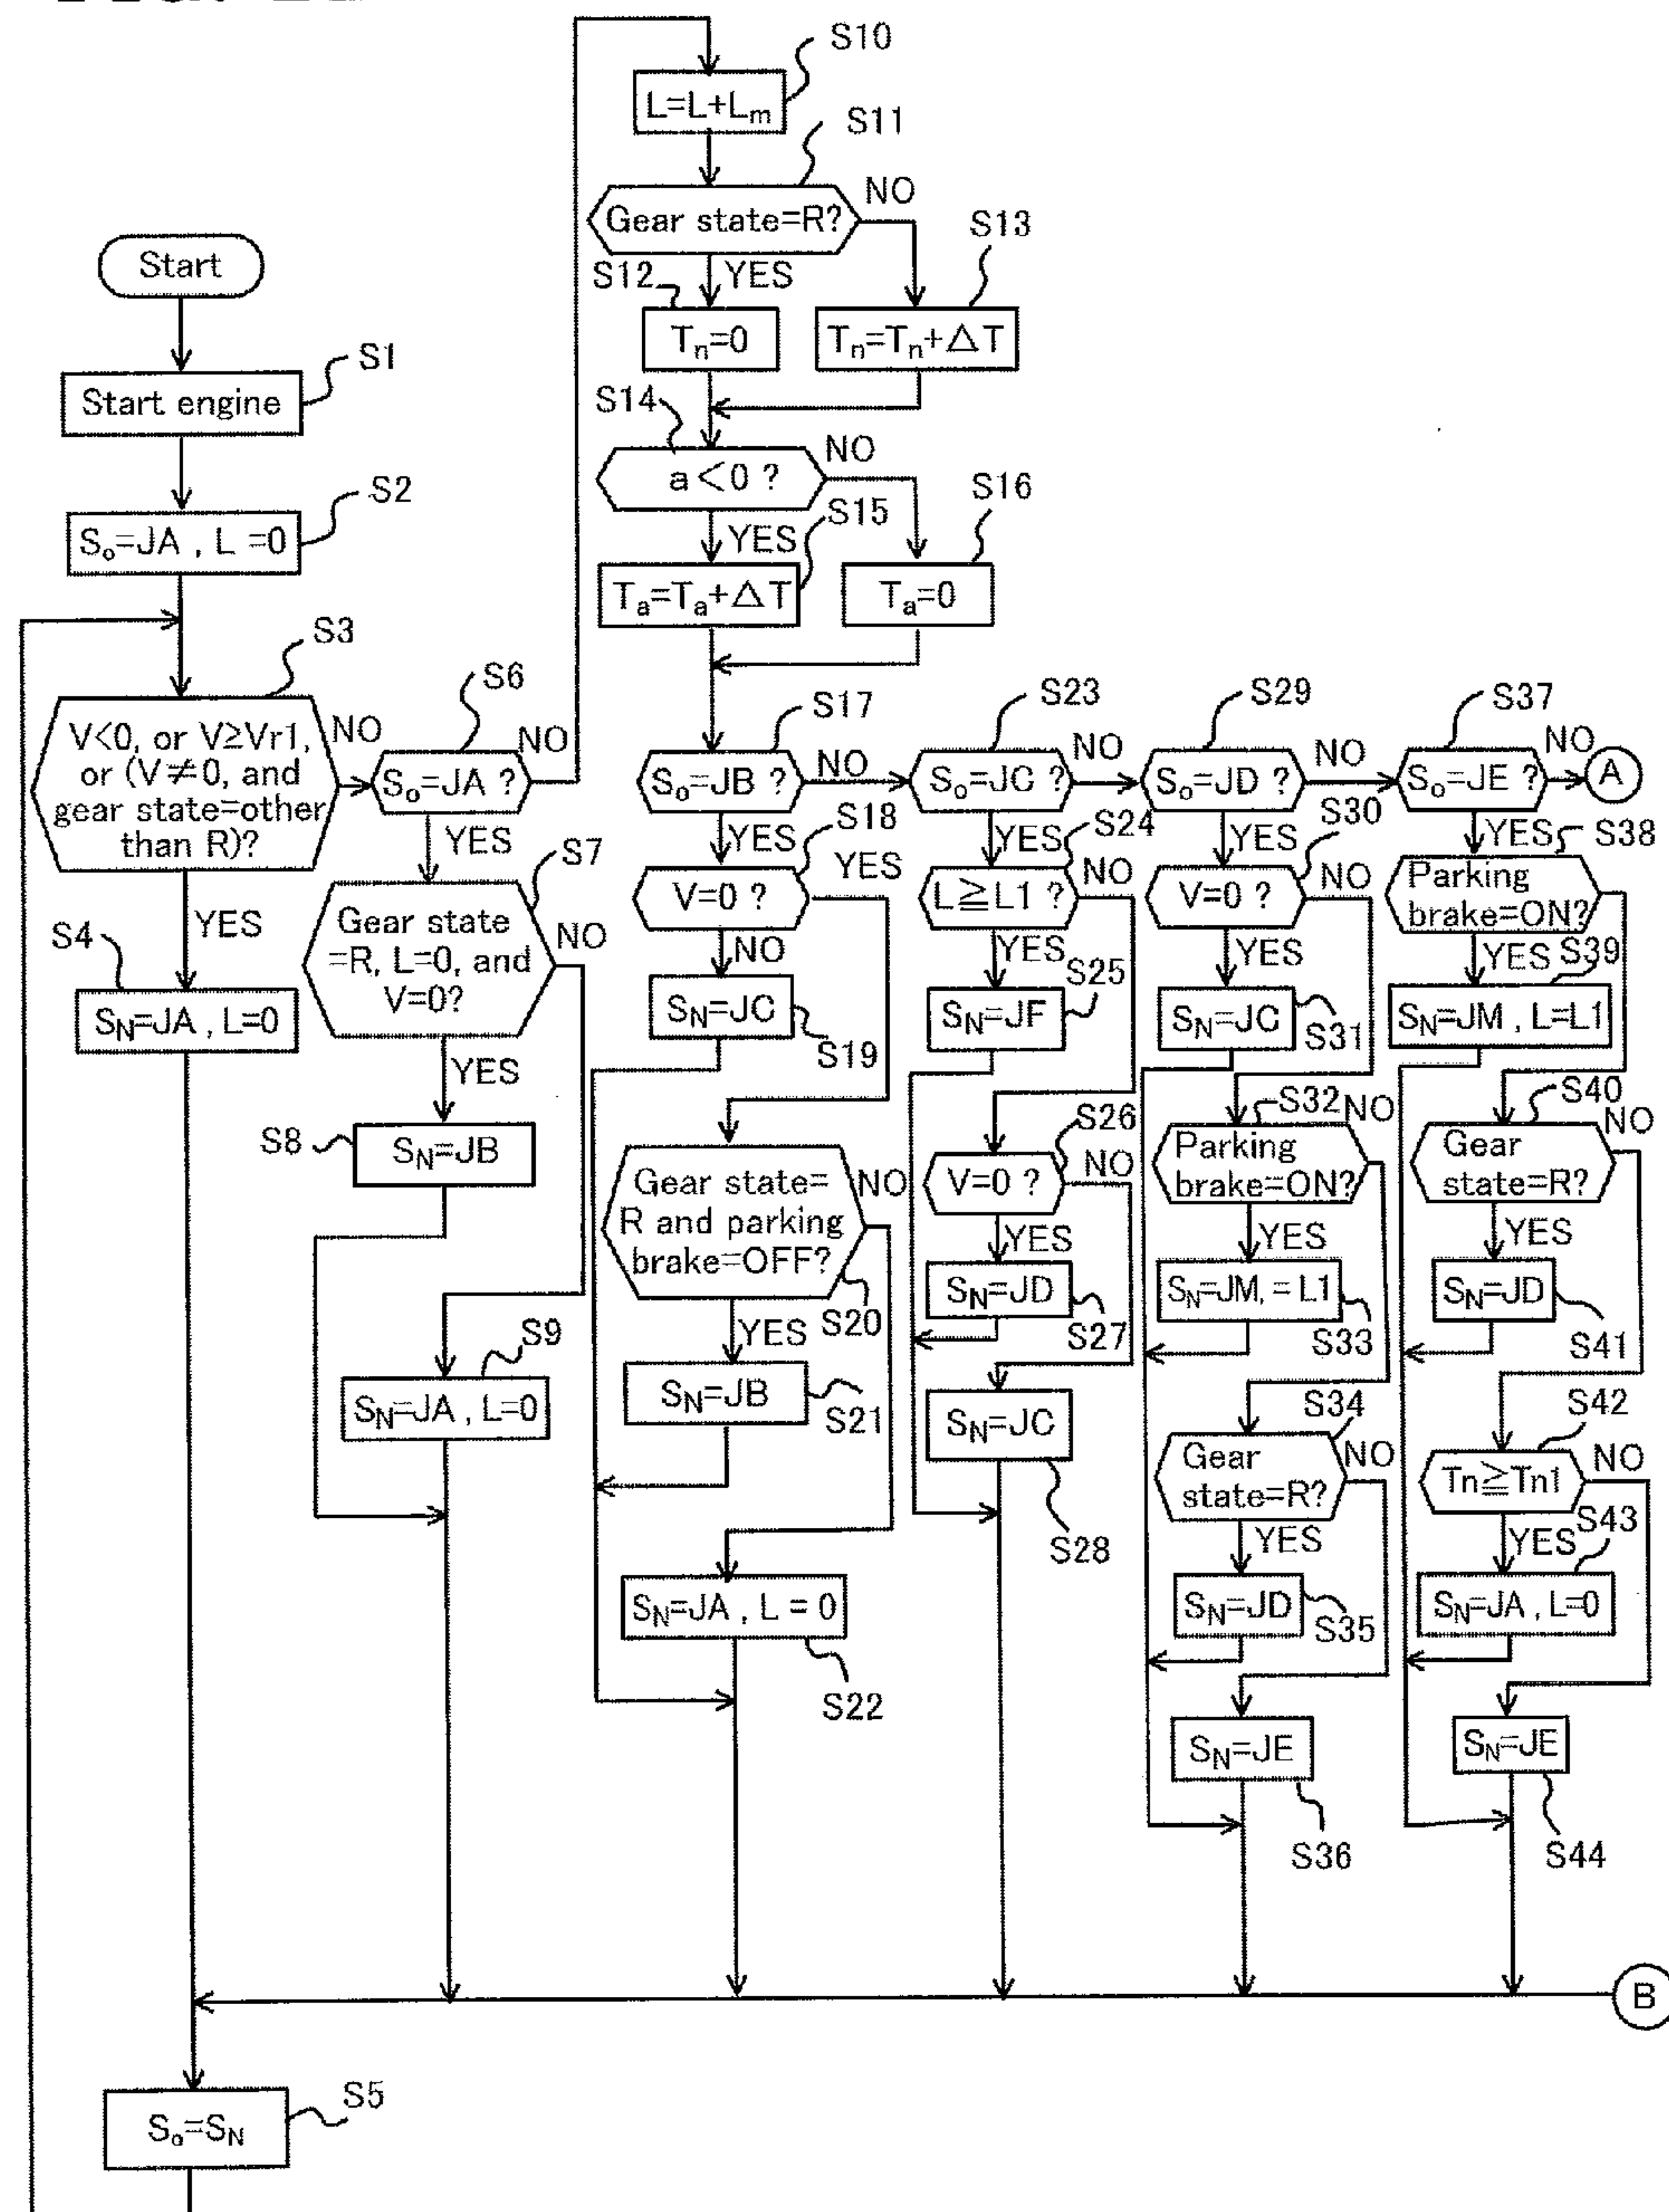 S10
L=L+Lm
S11
Gear state=R?
NO
S13
S12
YES
Tn=0
Tn=Tn+△T
Start
S1
Start engine
S14
a<0 ?
NO
S16
S15
YES
Ta=Ta+△T
Ta=0
S2
So=JA , L =0
S3
V<0, or V≥Vr1,
or (V≠0, and
gear state=other
than R)?
NO
YES
S4
SN=JA , L=0
S6
So=JA ?
NO
YES
S7
Gear state
=R, L=0, and
V=0?
NO
YES
S8
SN=JB
S9
SN=JA , L=0
S17
So=JB ?
NO
YES
S18
V=0 ?
YES
NO
SN=JC
S19
Gear state=
R and parking
brake=OFF?
NO
S20
YES
SN=JB
S21
SN=JA , L = 0
S22
S23
So=JC ?
NO
YES
S24
L≧L1 ?
NO
YES
S25
SN=JF
S26
V=0 ?
NO
YES
SN=JD
S27
SN=JC
S28
S29
So=JD ?
NO
YES
S30
V=0 ?
NO
YES
SN=JC
S31
S32
Parking
brake=ON?
NO
YES
SN=JM, = L1
S33
S34
Gear
state=R?
NO
YES
SN=JD
S35
SN=JE
S36
S37
So=JE ?
NO
A
YES
S38
Parking
brake=ON?
YES
S39
SN=JM , L=L1
S40
Gear
state=R?
NO
YES
SN=JD
S41
S42
Tn≧Tn1
NO
YES
S43
SN=JA , L=0
SN=JE
S44
B
S5
So=SN